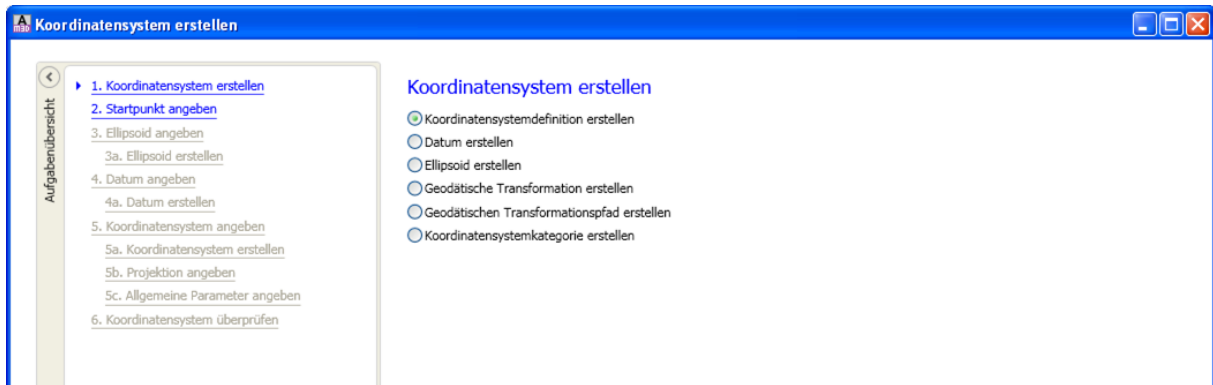 A
m3D
Koordinatensystem erstellen
Aufgabenübersicht
1. Koordinatensystem erstellen
2. Startpunkt angeben
3. Ellipsoid angeben
3a. Ellipsoid erstellen
4. Datum angeben
4a. Datum erstellen
5. Koordinatensystem angeben
5a. Koordinatensystem erstellen
5b. Projektion angeben
5c. Allgemeine Parameter angeben
6. Koordinatensystem überprüfen
Koordinatensystem erstellen
Koordinatensystemdefinition erstellen
Datum erstellen
Ellipsoid erstellen
Geodätische Transformation erstellen
Geodätischen Transformationspfad erstellen
Koordinatensystemkategorie erstellen